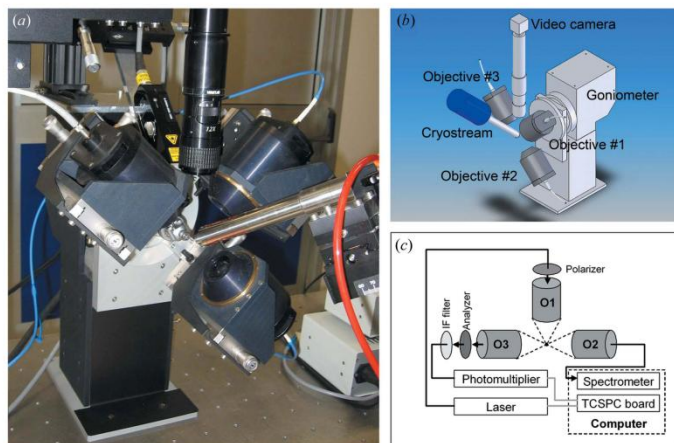 (a)
12X
(b)
Video camera
Objective #3
Goniometer
Cryostream
Objective #1
Objective #2
(c)
Polarizer
O1
IF filter
Analyzer
O3
O2
Photomultiplier
Spectrometer
Laser
TCSPC board
Computer